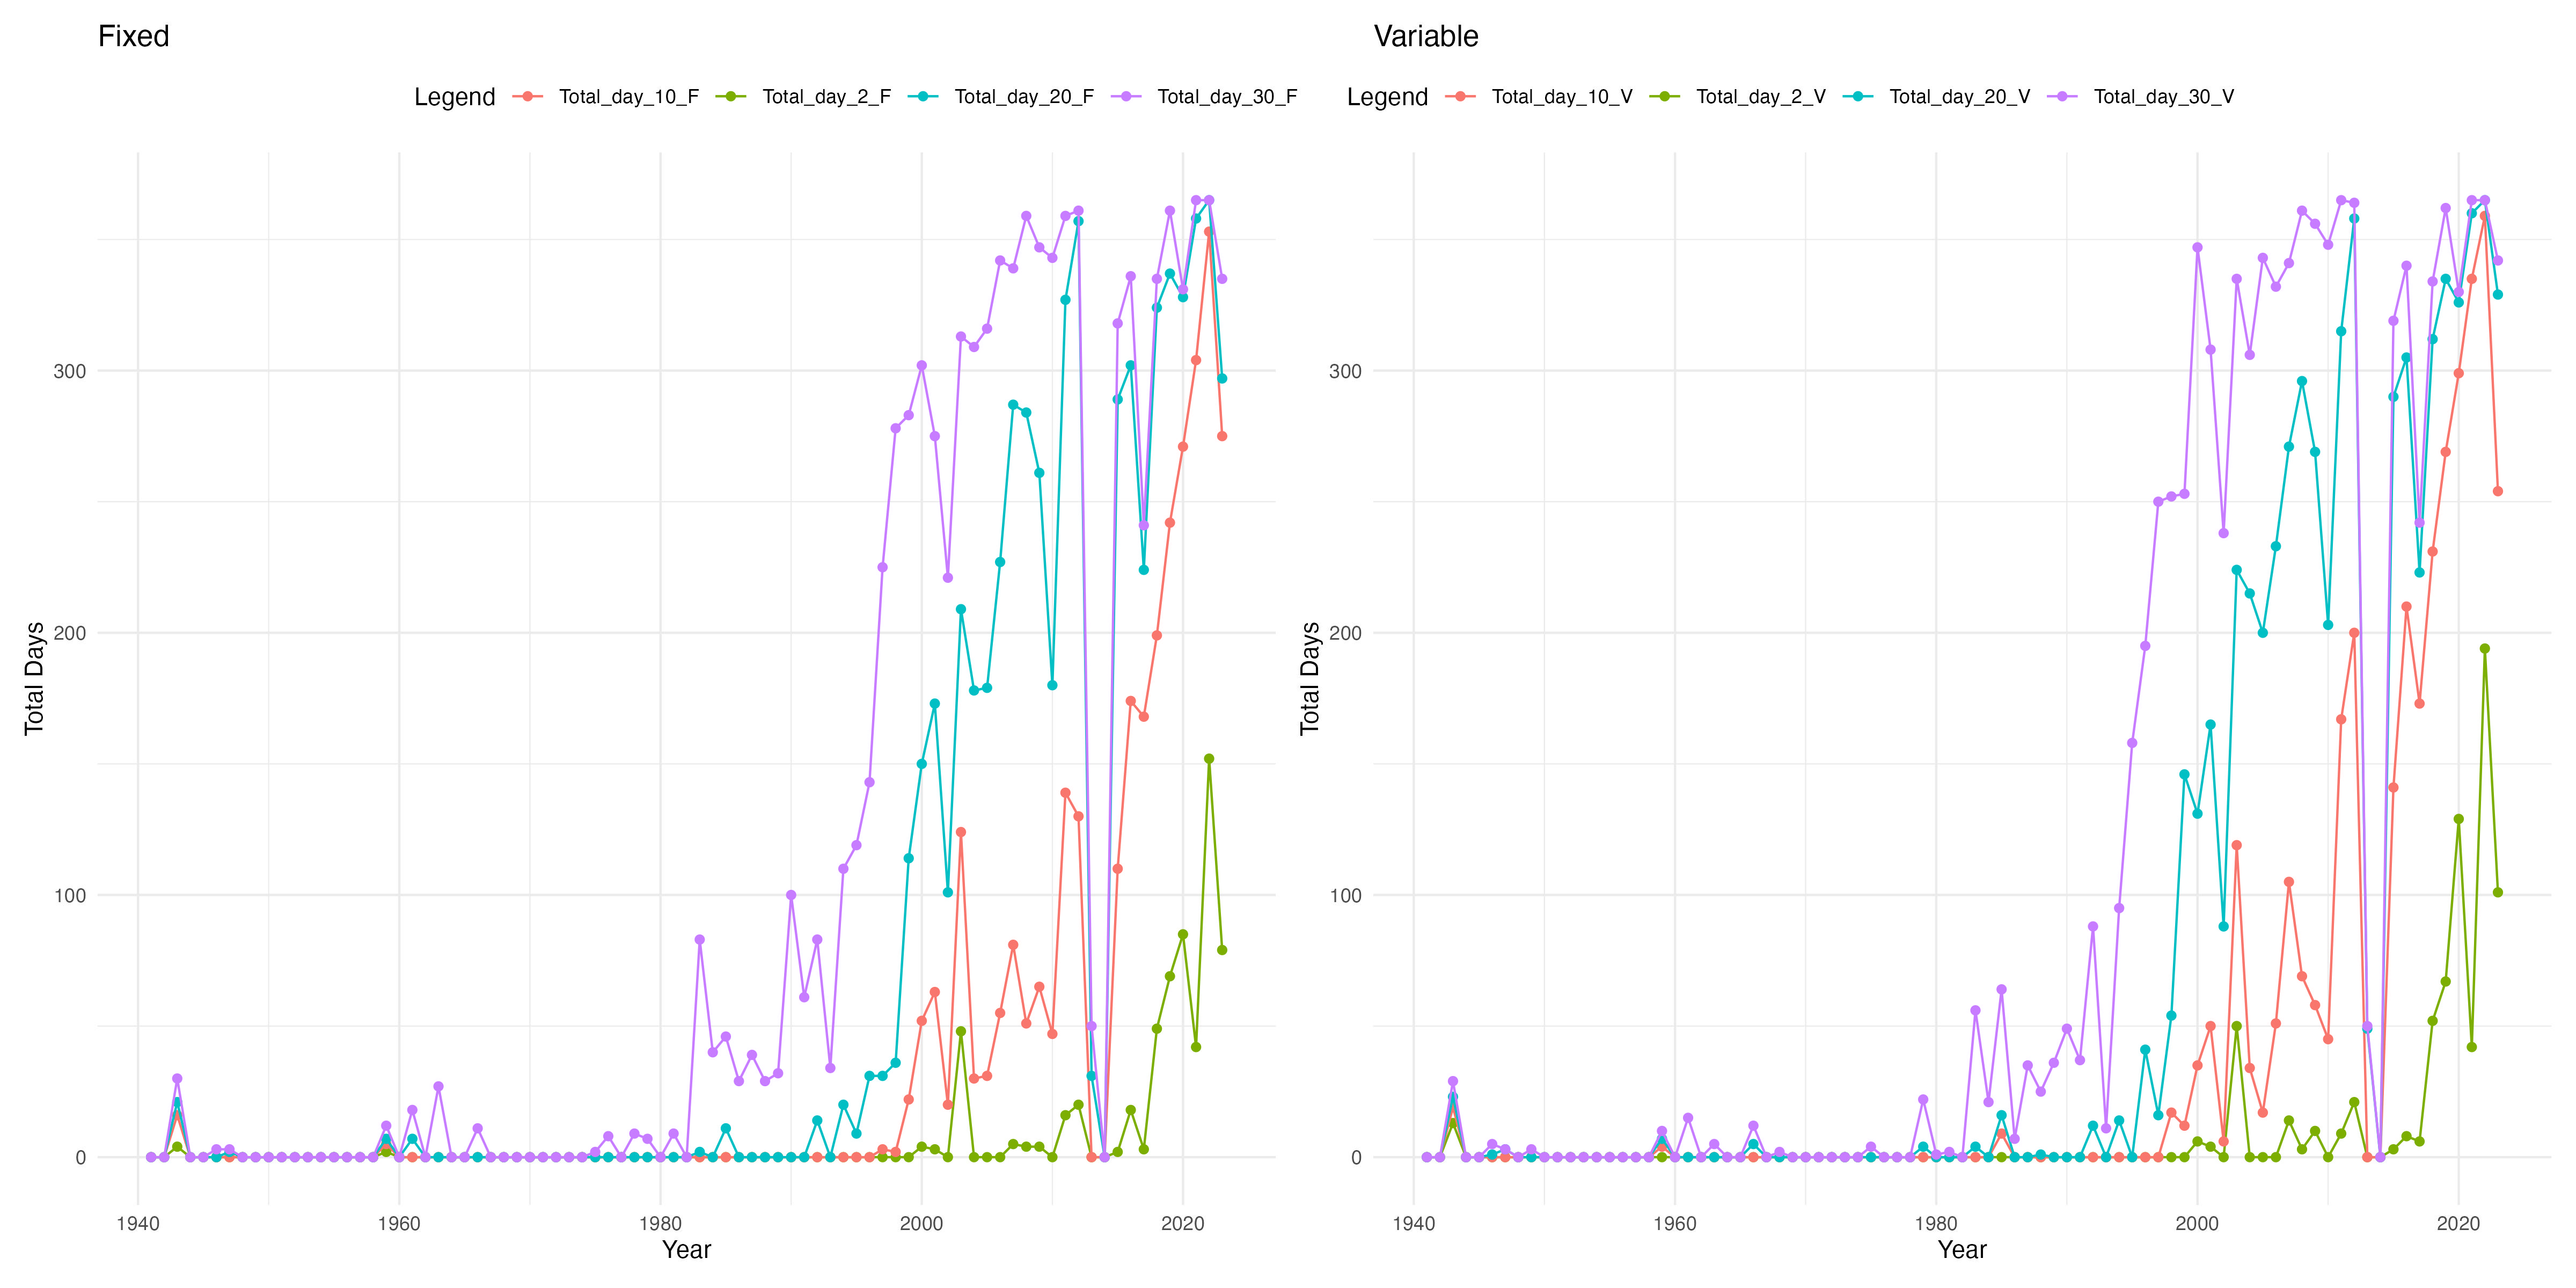 Fixed
Legend Total_day_10_F Total_day_2_F Total_day_20_F Total_day_30_F
Total Days
300
200
100
0
1940 1960 1980 2000 2020
Year
Variable
Legend Total_day_10_V Total_day_2_V Total_day_20_V Total_day_30_V
Total Days
300
200
100
0
1940 1960 1980 2000 2020
Year